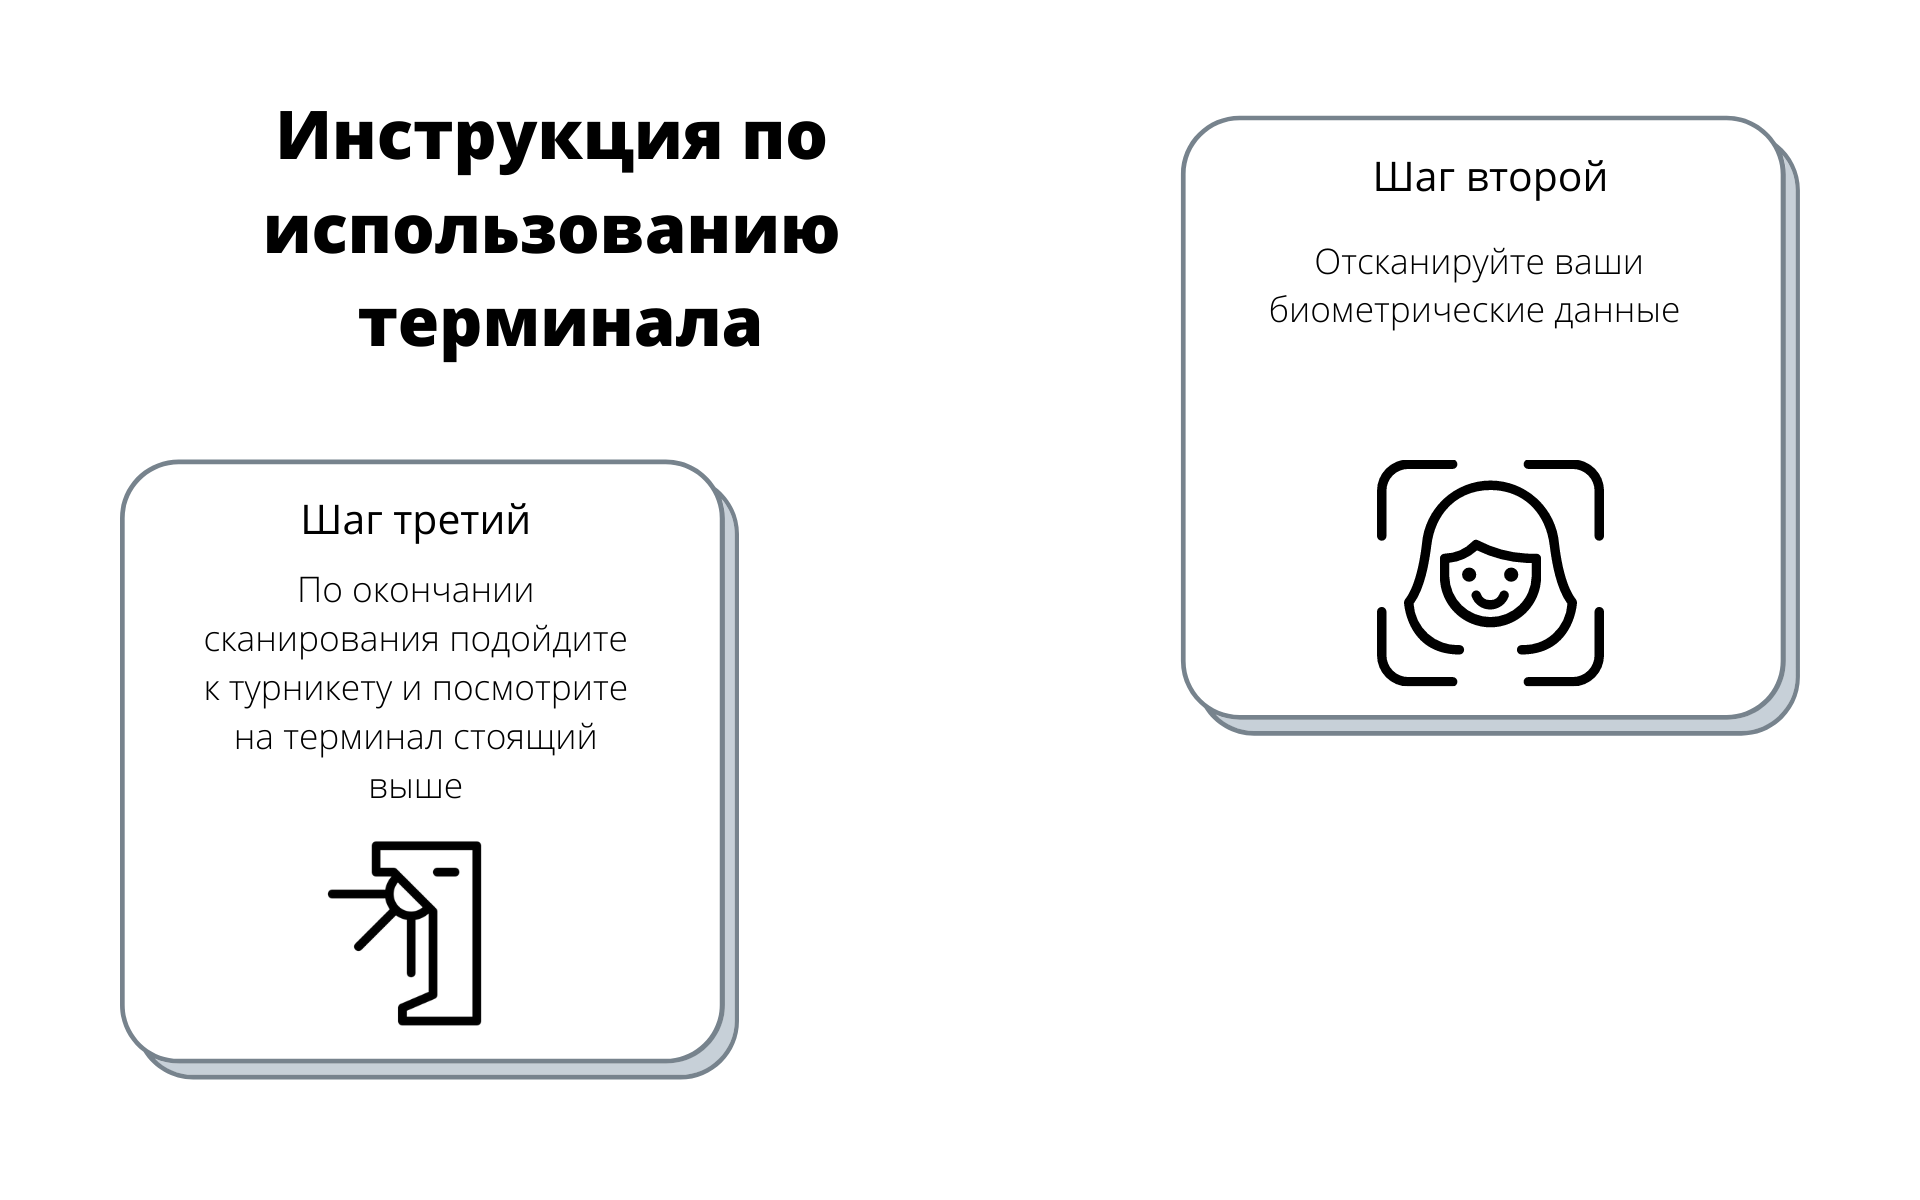 Инструкция по
использованию
терминала
Шаг второй
Отсканируйте ваши
биометрические данные
Шаг третий
По окончании
сканирования подойдите
к турникету и посмотрите
на терминал стоящий
выше